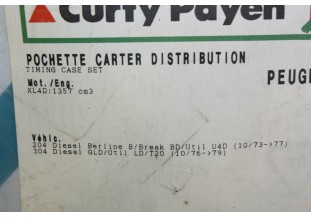 Curty Payen
POCHETTE CARTER DISTRIBUTION
TIMING CASE SET
PEUG
Mot./Eng.
XL4D:1357 cm3
Véhic.
204 Diesel Berline B/Break BD/Util U4D (10/73->77)
304 Diesel GLD/Util LD/T20 (10/76->79)